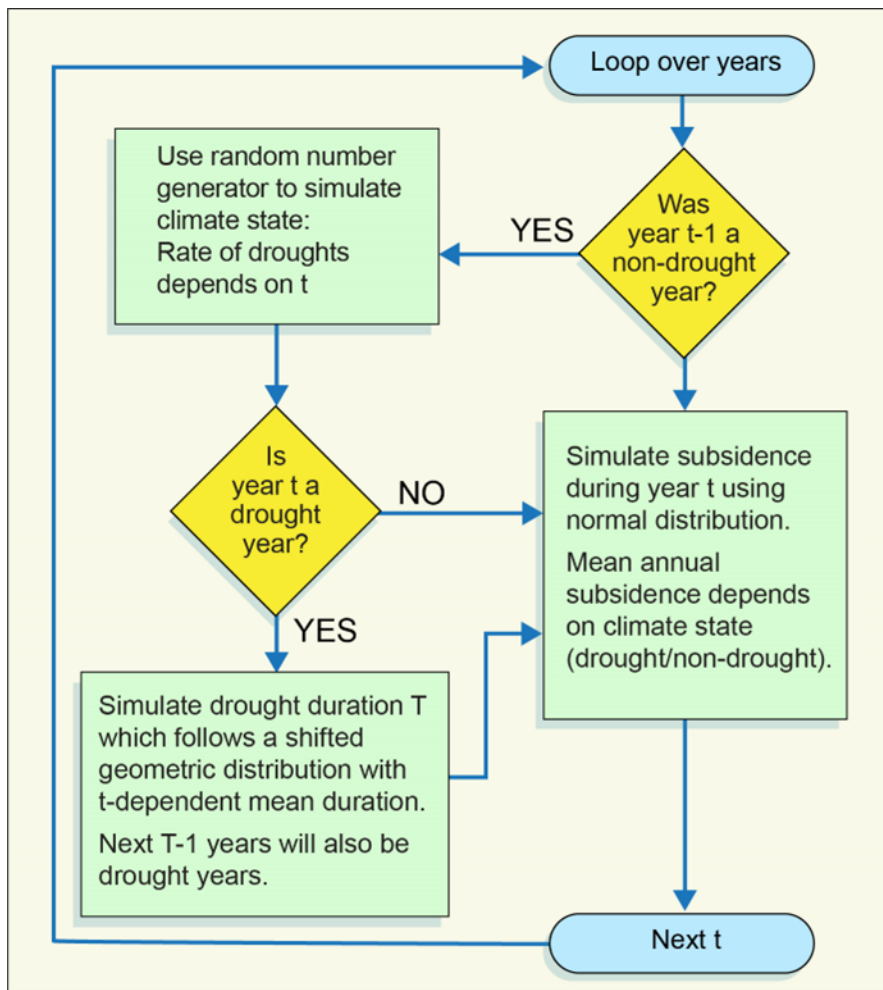 Loop over years
Was
year t-1 a
non-drought
year?
YES
Use random number
generator to simulate
climate state:
Rate of droughts
depends on t
Is
year t a
drought
year?
NO
YES
Simulate drought duration T
which follows a shifted
geometric distribution with
t-dependent mean duration.
Next T-1 years will also be
drought years.
Simulate subsidence
during year t using
normal distribution.
Mean annual
subsidence depends
on climate state
(drought/non-drought).
Next t